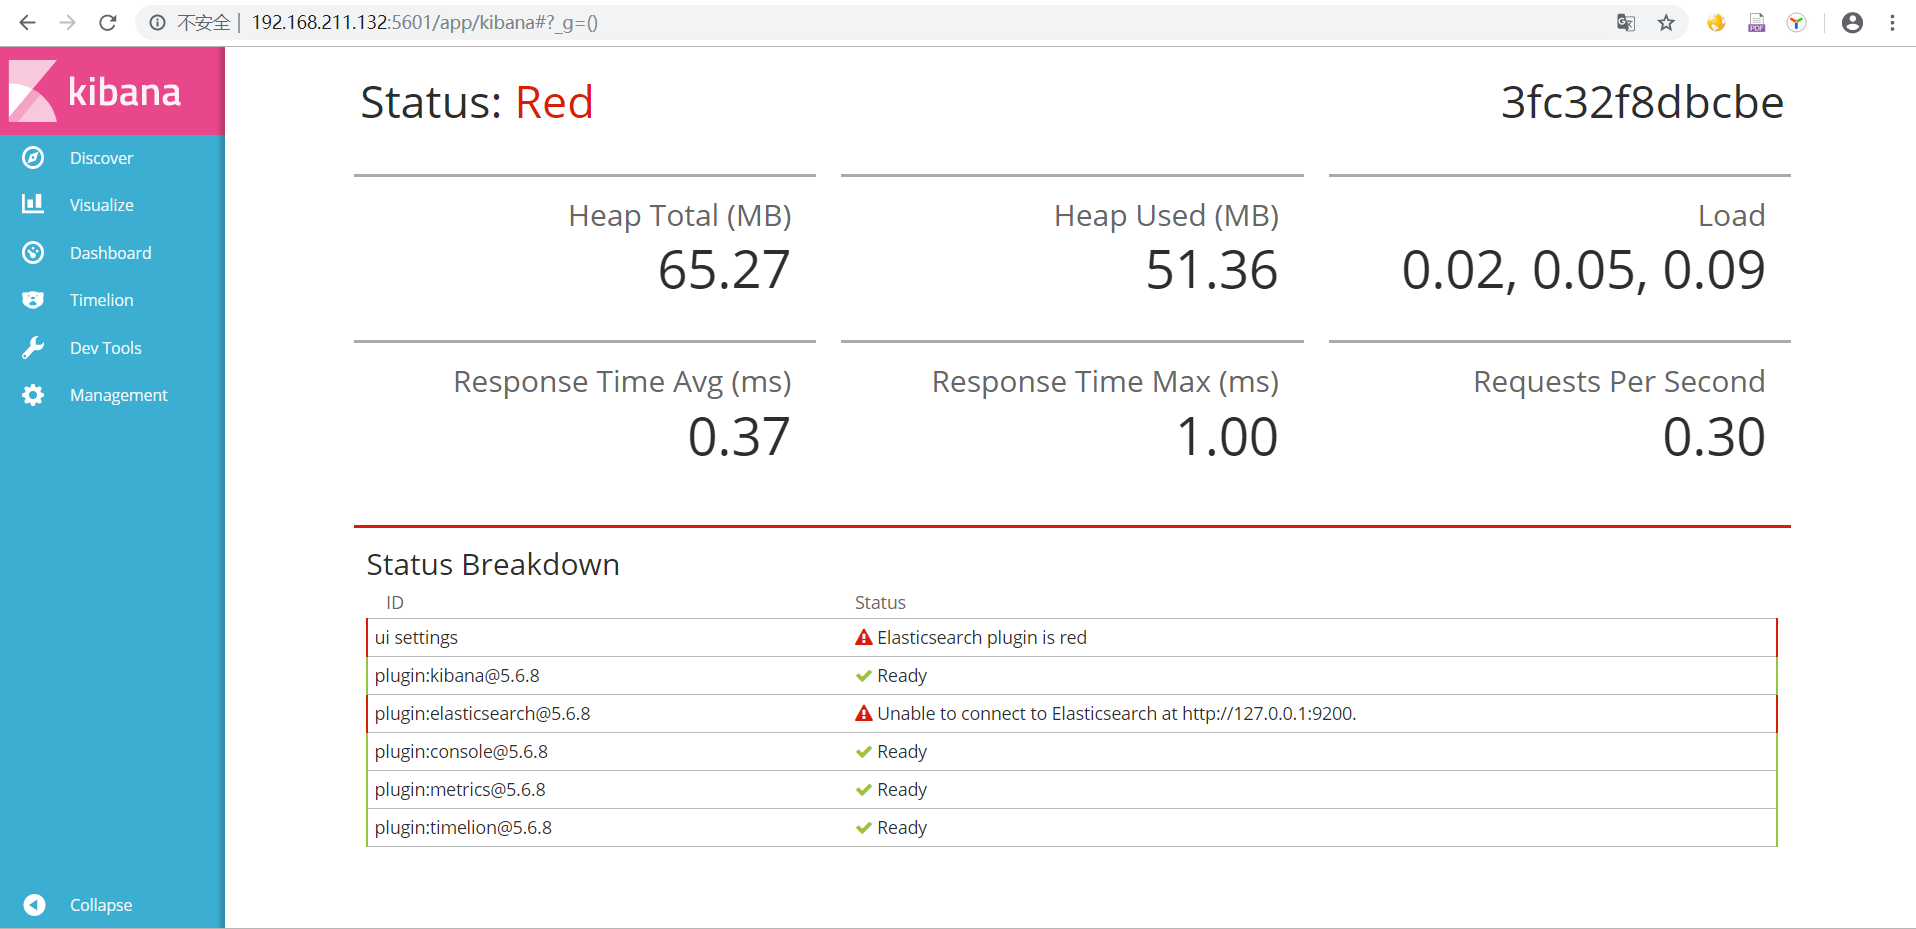 不安全 | 192.168.211.132:5601/app/kibana#?_g=()
kibana
Discover
Visualize
Dashboard
Timelion
Dev Tools
Management
Collapse
Status: Red
3fc32f8dbcbe
Heap Total (MB)
65.27
Heap Used (MB)
51.36
Load
0.02, 0.05, 0.09
Response Time Avg (ms)
0.37
Response Time Max (ms)
1.00
Requests Per Second
0.30
Status Breakdown
ID Status
ui settings Elasticsearch plugin is red
plugin:kibana@5.6.8 Ready
plugin:elasticsearch@5.6.8 Unable to connect to Elasticsearch at http://127.0.0.1:9200.
plugin:console@5.6.8 Ready
plugin:metrics@5.6.8 Ready
plugin:timelion@5.6.8 Ready